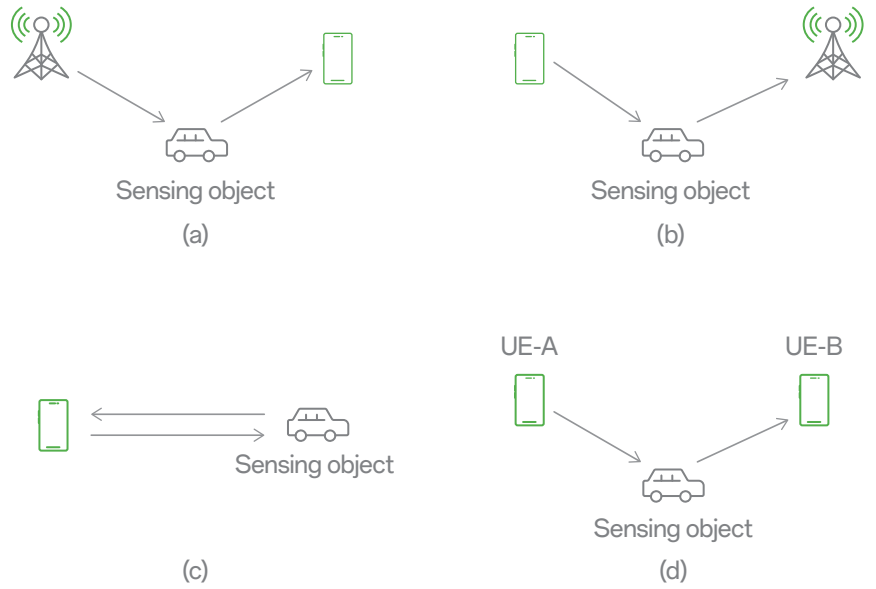 Sensing object
(a)
Sensing object
(b)
Sensing object
(c)
UE-A
UE-B
Sensing object
(d)